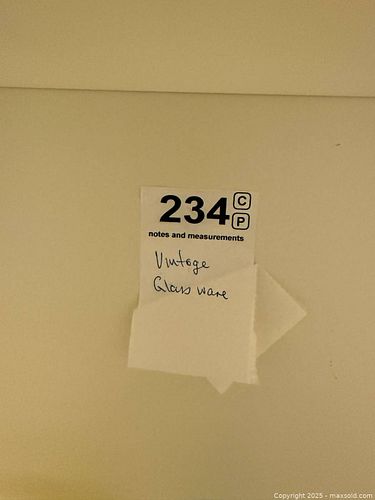 234 C
P
notes and measurements
Vintage
Glass ware
Copyright 2025 - maxsold.com